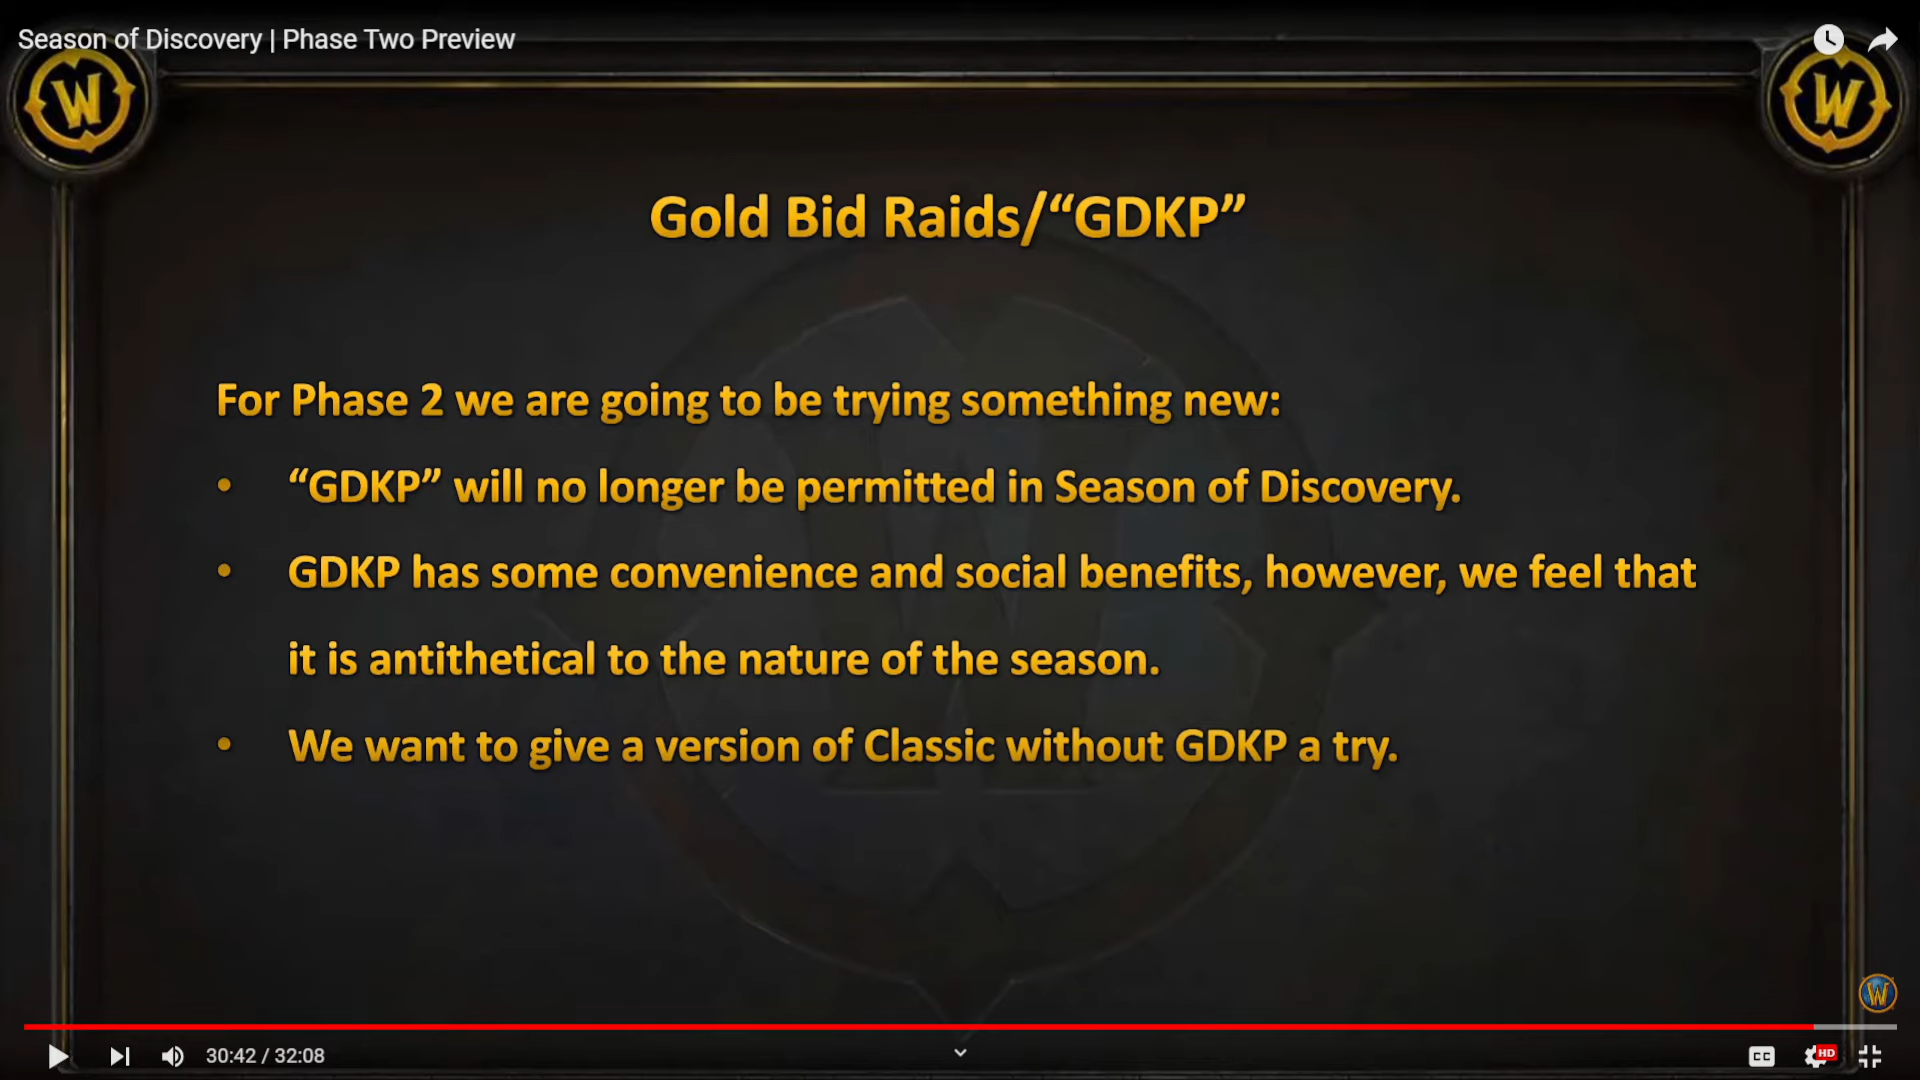 Season of Discovery | Phase Two Preview
W
W
Gold Bid Raids/“GDKP”
For Phase 2 we are going to be trying something new:
• “GDKP” will no longer be permitted in Season of Discovery.
• GDKP has some convenience and social benefits, however, we feel that
it is antithetical to the nature of the season.
• We want to give a version of Classic without GDKP a try.
W
30:42 / 32:08
CC
HD